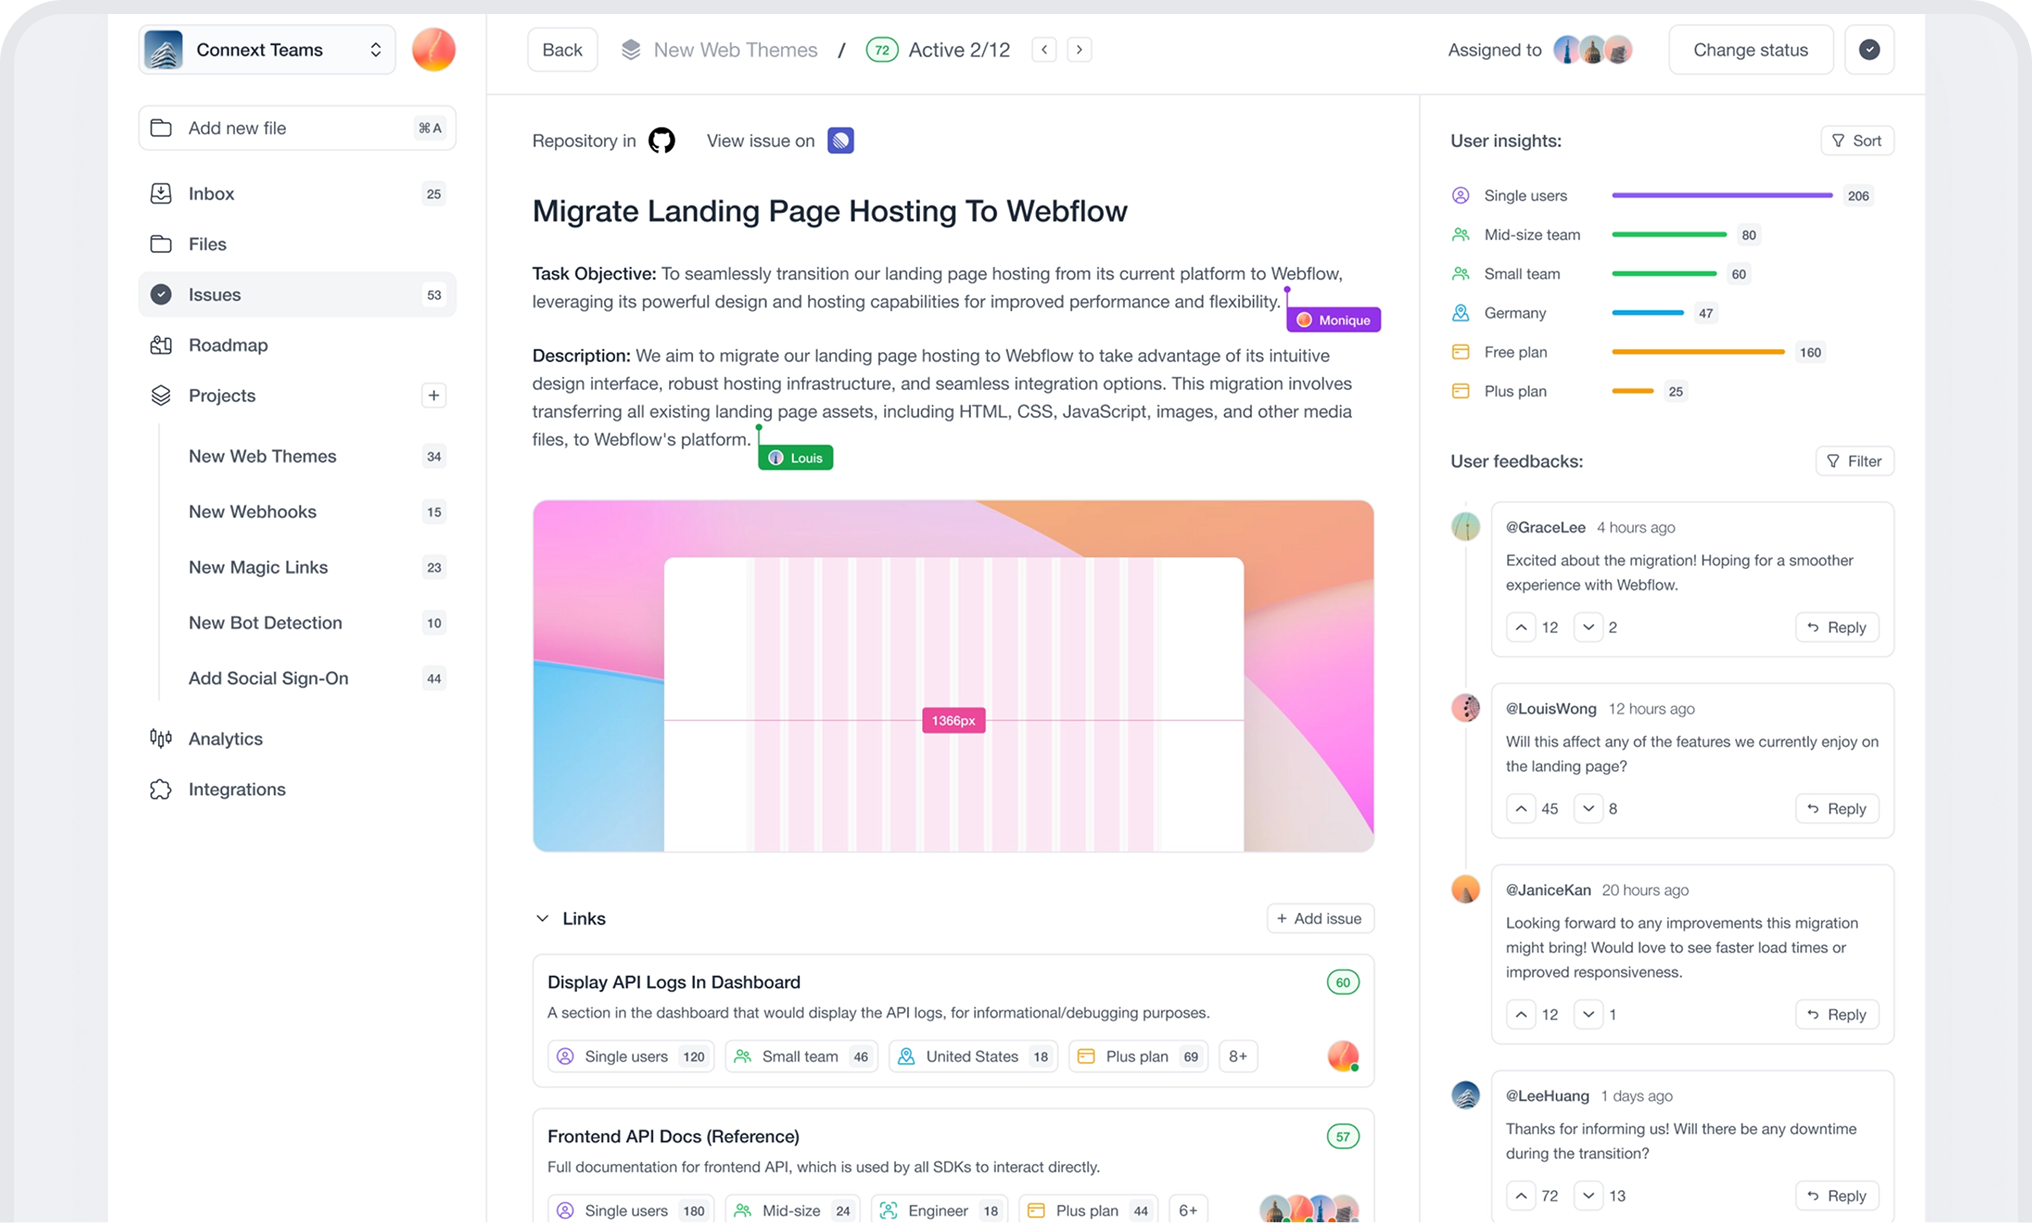 Connext Teams
Add new file
⌘ A
Inbox
25
Files
Issues
53
Roadmap
Projects
+
New Web Themes
34
New Webhooks
15
New Magic Links
23
New Bot Detection
10
Add Social Sign-On
44
Analytics
Integrations
Back
New Web Themes / 72 Active 2/12
Assigned to
Change status
Repository in
View issue on
Migrate Landing Page Hosting To Webflow
Task Objective: To seamlessly transition our landing page hosting from its current platform to Webflow,
leveraging its powerful design and hosting capabilities for improved performance and flexibility.
Monique
Description: We aim to migrate our landing page hosting to Webflow to take advantage of its intuitive
design interface, robust hosting infrastructure, and seamless integration options. This migration involves
transferring all existing landing page assets, including HTML, CSS, JavaScript, images, and other media
files, to Webflow's platform.
Louis
1366px
Links
+ Add issue
Display API Logs In Dashboard
60
A section in the dashboard that would display the API logs, for informational/debugging purposes.
Single users 120
Small team 46
United States 18
Plus plan 69
8+
Frontend API Docs (Reference)
57
Full documentation for frontend API, which is used by all SDKs to interact directly.
Single users 180
Mid-size 24
Engineer 18
Plus plan 44
6+
User insights:
Sort
Single users 206
Mid-size team 80
Small team 60
Germany 47
Free plan 160
Plus plan 25
User feedbacks:
Filter
@GraceLee 4 hours ago
Excited about the migration! Hoping for a smoother
experience with Webflow.
12 2 Reply
@LouisWong 12 hours ago
Will this affect any of the features we currently enjoy on
the landing page?
45 8 Reply
@JaniceKan 20 hours ago
Looking forward to any improvements this migration
might bring! Would love to see faster load times or
improved responsiveness.
12 1 Reply
@LeeHuang 1 days ago
Thanks for informing us! Will there be any downtime
during the transition?
72 13 Reply